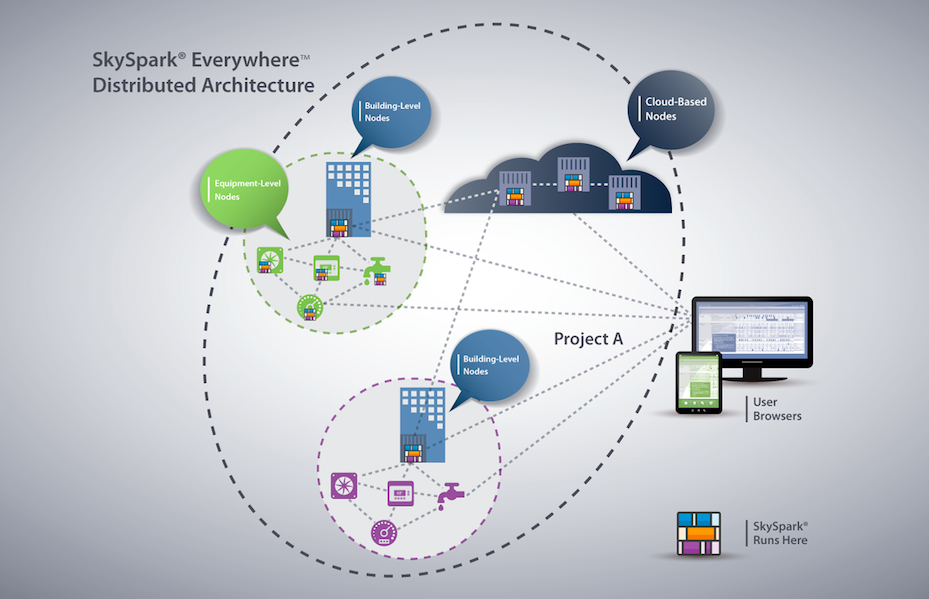 SkySpark® Everywhere™
Distributed Architecture
Building-Level
Nodes
Cloud-Based
Nodes
Equipment-Level
Nodes
Project A
Building-Level
Nodes
User
Browsers
SkySpark®
Runs Here